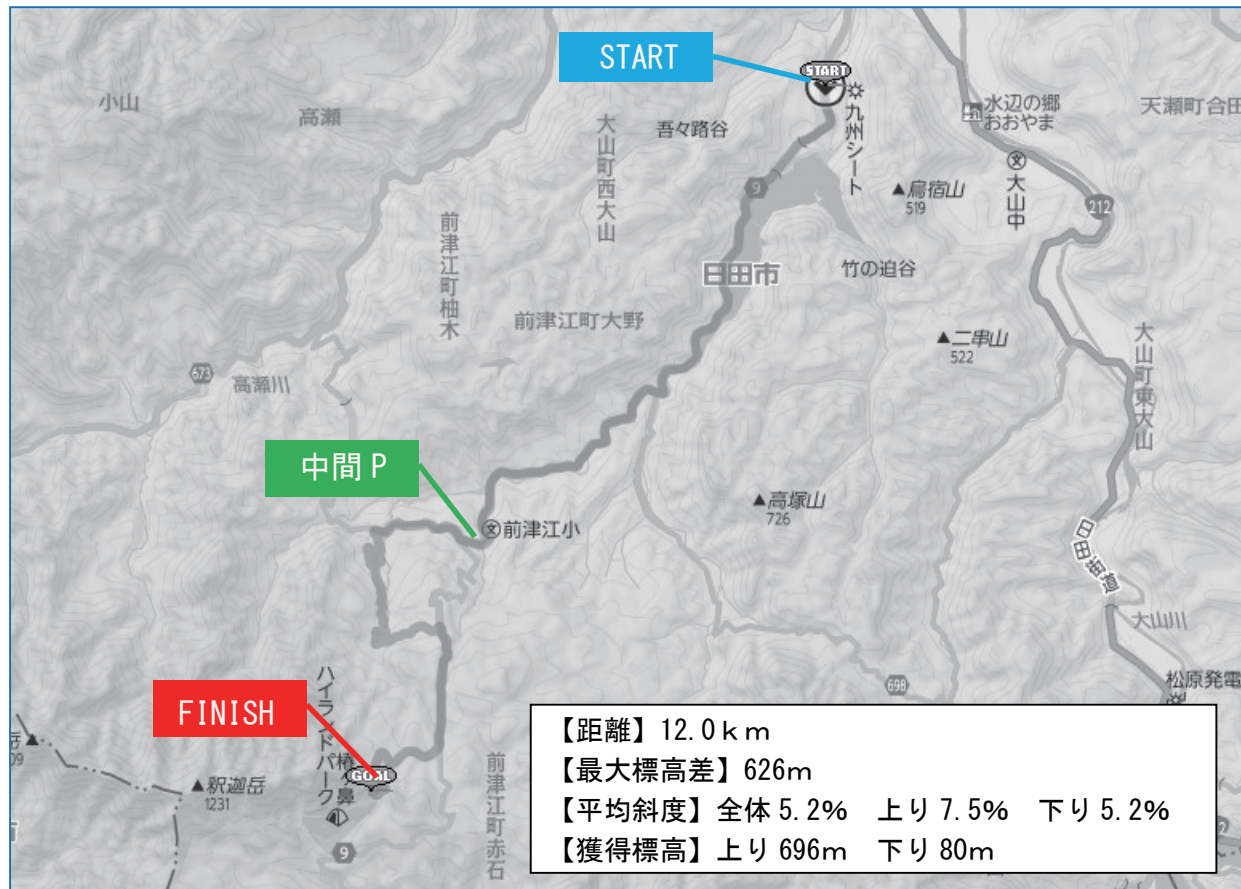 START
START
小山
高瀬
吾々路谷
大山町西大山
九州シート
水辺の郷
おおやま
天瀬町合田
文
大山中
9
▲烏宿山
519
212
前津江町柚木
日田市
竹の迫谷
前津江町大野
▲二串山
522
大山町東大山
673
高瀬川
中間P
▲高塚山
726
文前津江小
日田街道
大山川
698
松原発電
FINISH
ハイランドパーク
椿ヶ鼻
GOAL
岳▲
09
▲釈迦岳
1231
前津江町赤石
9
【距離】12.0km
【最大標高差】626m
【平均斜度】全体5.2% 上り7.5% 下り5.2%
【獲得標高】上り696m 下り80m